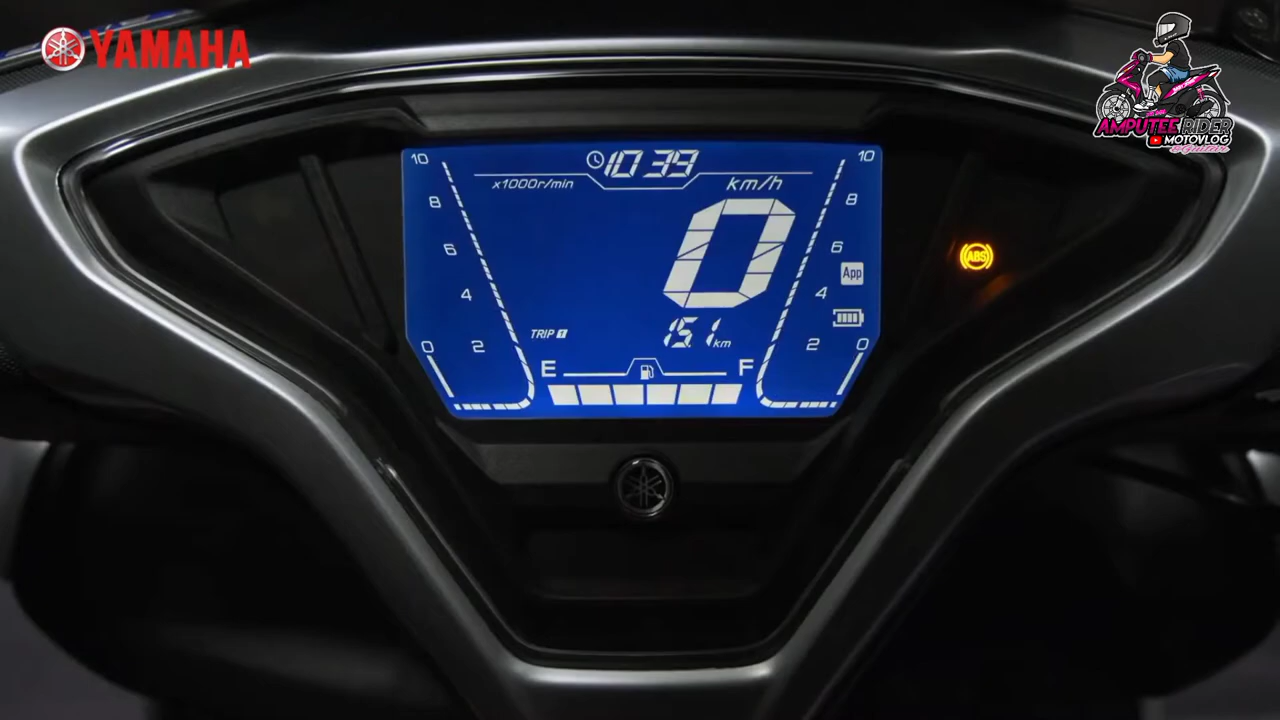 YAMAHA
AMPUTEE RIDER
MOTOVLOG
@Guitar
10 10:39 10
x1000r/min km/h
8 8
0
6 6
App
4 4
TRIP 1 15.1 km
0 2 2 0
E F
ABS